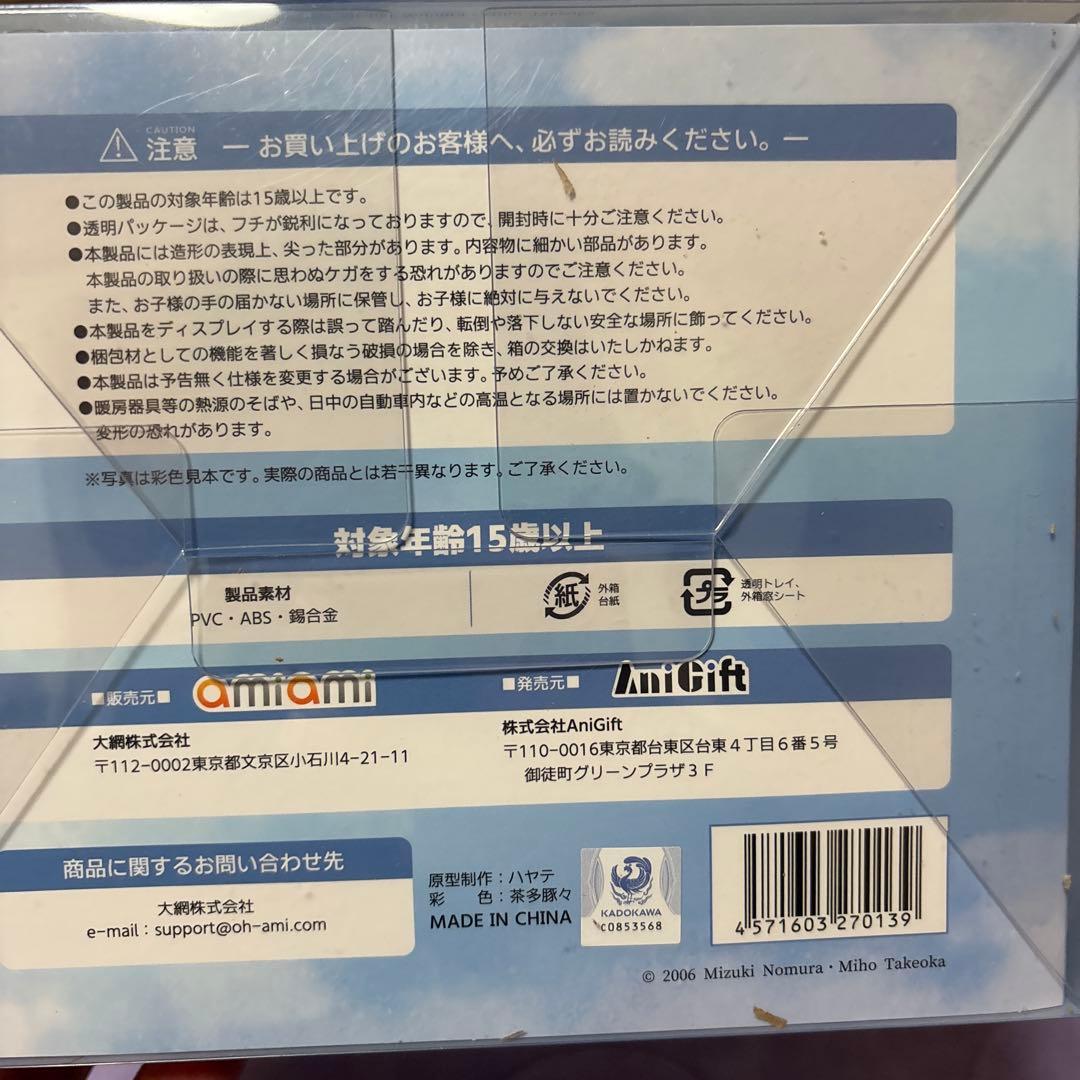 CAUTION
注意 ー お買い上げのお客様へ、必ずお読みください。ー
●この製品の対象年齢は15歳以上です。
●透明パッケージは、フチが鋭利になっておりますので、開封時に十分ご注意ください。
●本製品には造形の表現上、尖った部分があります。内容物に細かい部品があります。
本製品の取り扱いの際に思わぬケガをする恐れがありますのでご注意ください。
また、お子様の手の届かない場所に保管し、お子様に絶対に与えないでください。
●本製品をディスプレイする際は誤って踏んだり、転倒や落下しない安全な場所に飾ってください。
●梱包材としての機能を著しく損なう破損の場合を除き、箱の交換はいたしかねます。
●本製品は予告無く仕様を変更する場合がございます。予めご了承ください。
●暖房器具等の熱源のそばや、日中の自動車内などの高温となる場所には置かないでください。
変形の恐れがあります。
※写真は彩色見本です。実際の商品とは若干異なります。ご了承ください。
対象年齢15歳以上
製品素材
PVC・ABS・錫合金
紙 外箱
台紙
プラ 透明トレイ、
外箱窓シート
■販売元■ amiami
大網株式会社
〒112-0002東京都文京区小石川4-21-11
■発売元■ AniGift
株式会社AniGift
〒110-0016東京都台東区台東4丁目6番5号
御徒町グリーンプラザ3F
商品に関するお問い合わせ先
大網株式会社
e-mail：support@oh-ami.com
原型制作：ハヤテ
彩　　色：茶多豚々
MADE IN CHINA
KADOKAWA
C0853568
4 571603 270139
© 2006 Mizuki Nomura・Miho Takeoka